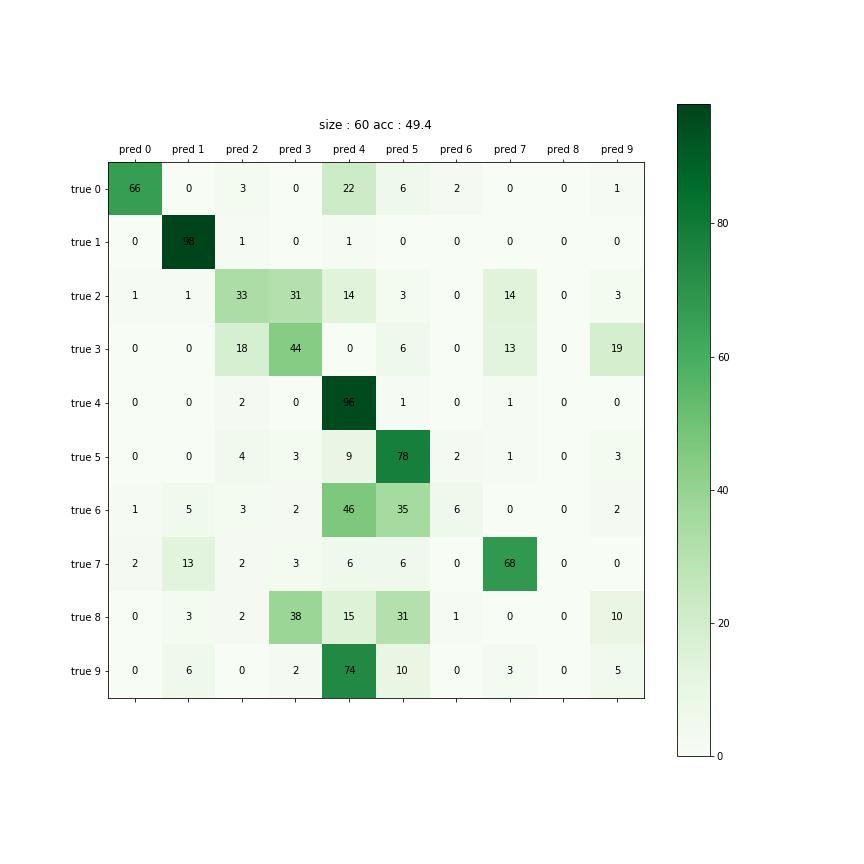 size : 60 acc : 49.4
pred 0 pred 1 pred 2 pred 3 pred 4 pred 5 pred 6 pred 7 pred 8 pred 9
true 0 66 0 3 0 22 6 2 0 0 1
true 1 0 98 1 0 1 0 0 0 0 0
true 2 1 1 33 31 14 3 0 14 0 3
true 3 0 0 18 44 0 6 0 13 0 19
true 4 0 0 2 0 96 1 0 1 0 0
true 5 0 0 4 3 9 78 2 1 0 3
true 6 1 5 3 2 46 35 6 0 0 2
true 7 2 13 2 3 6 6 0 68 0 0
true 8 0 3 2 38 15 31 1 0 0 10
true 9 0 6 0 2 74 10 0 3 0 5
80
60
40
20
0